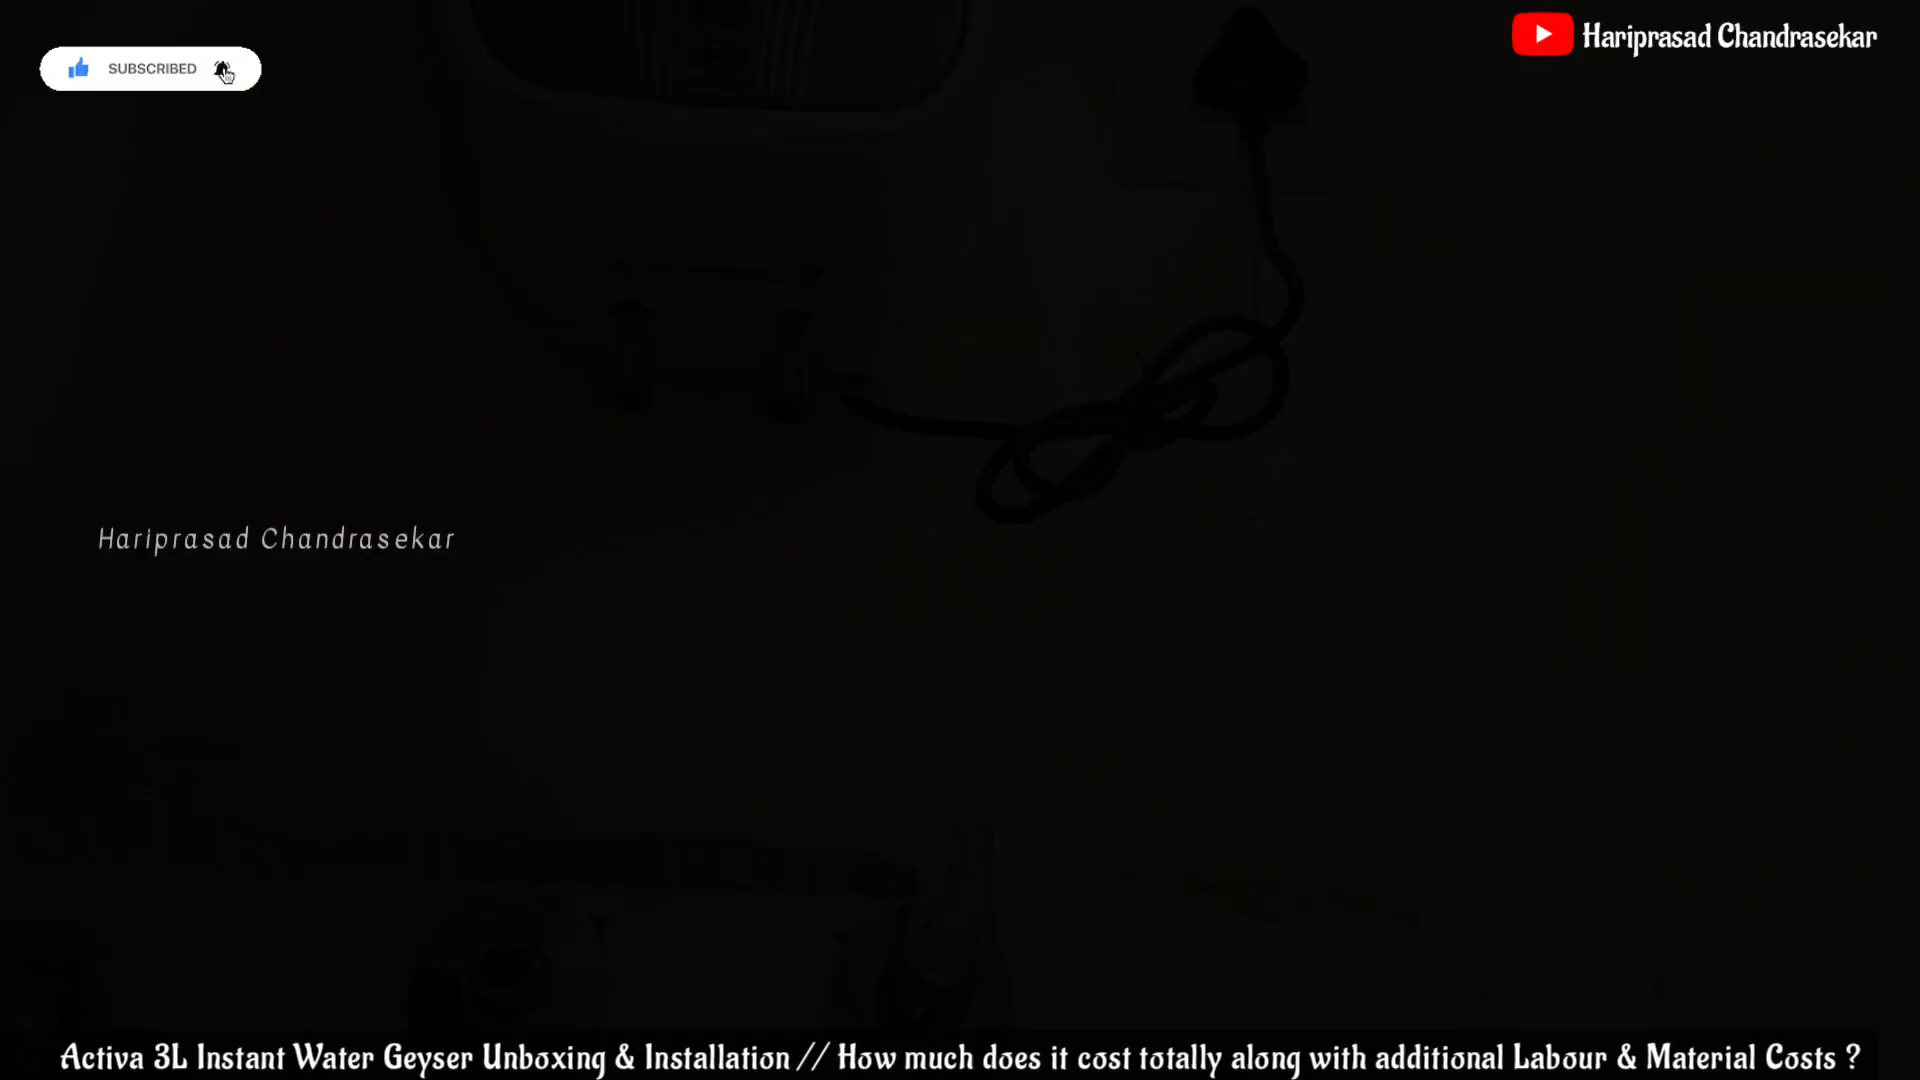 Hariprasad Chandrasekar
SUBSCRIBED
Hariprasad Chandrasekar
Activa 3L Instant Water Geyser Unboxing & Installation // How much does it cost totally along with additional Labour & Material Costs ?